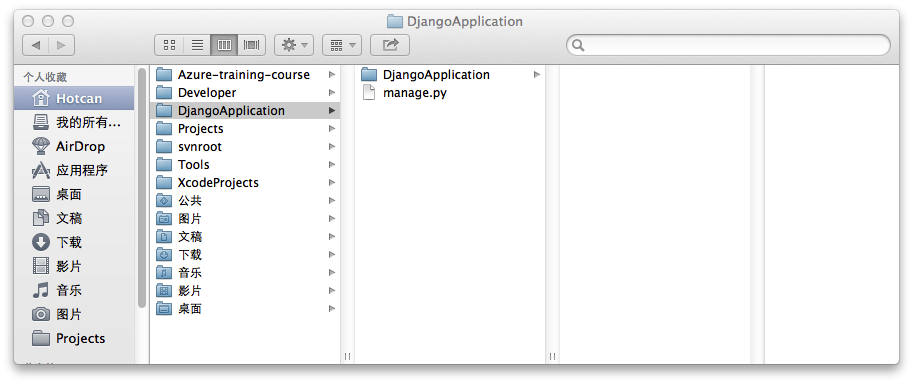 DjangoApplication
个人收藏
Hotcan
我的所有...
AirDrop
应用程序
桌面
文稿
下载
影片
音乐
图片
Projects
Azure-training-course
Developer
DjangoApplication
Projects
svnroot
Tools
XcodeProjects
公共
图片
文稿
下载
音乐
影片
桌面
DjangoApplication
manage.py